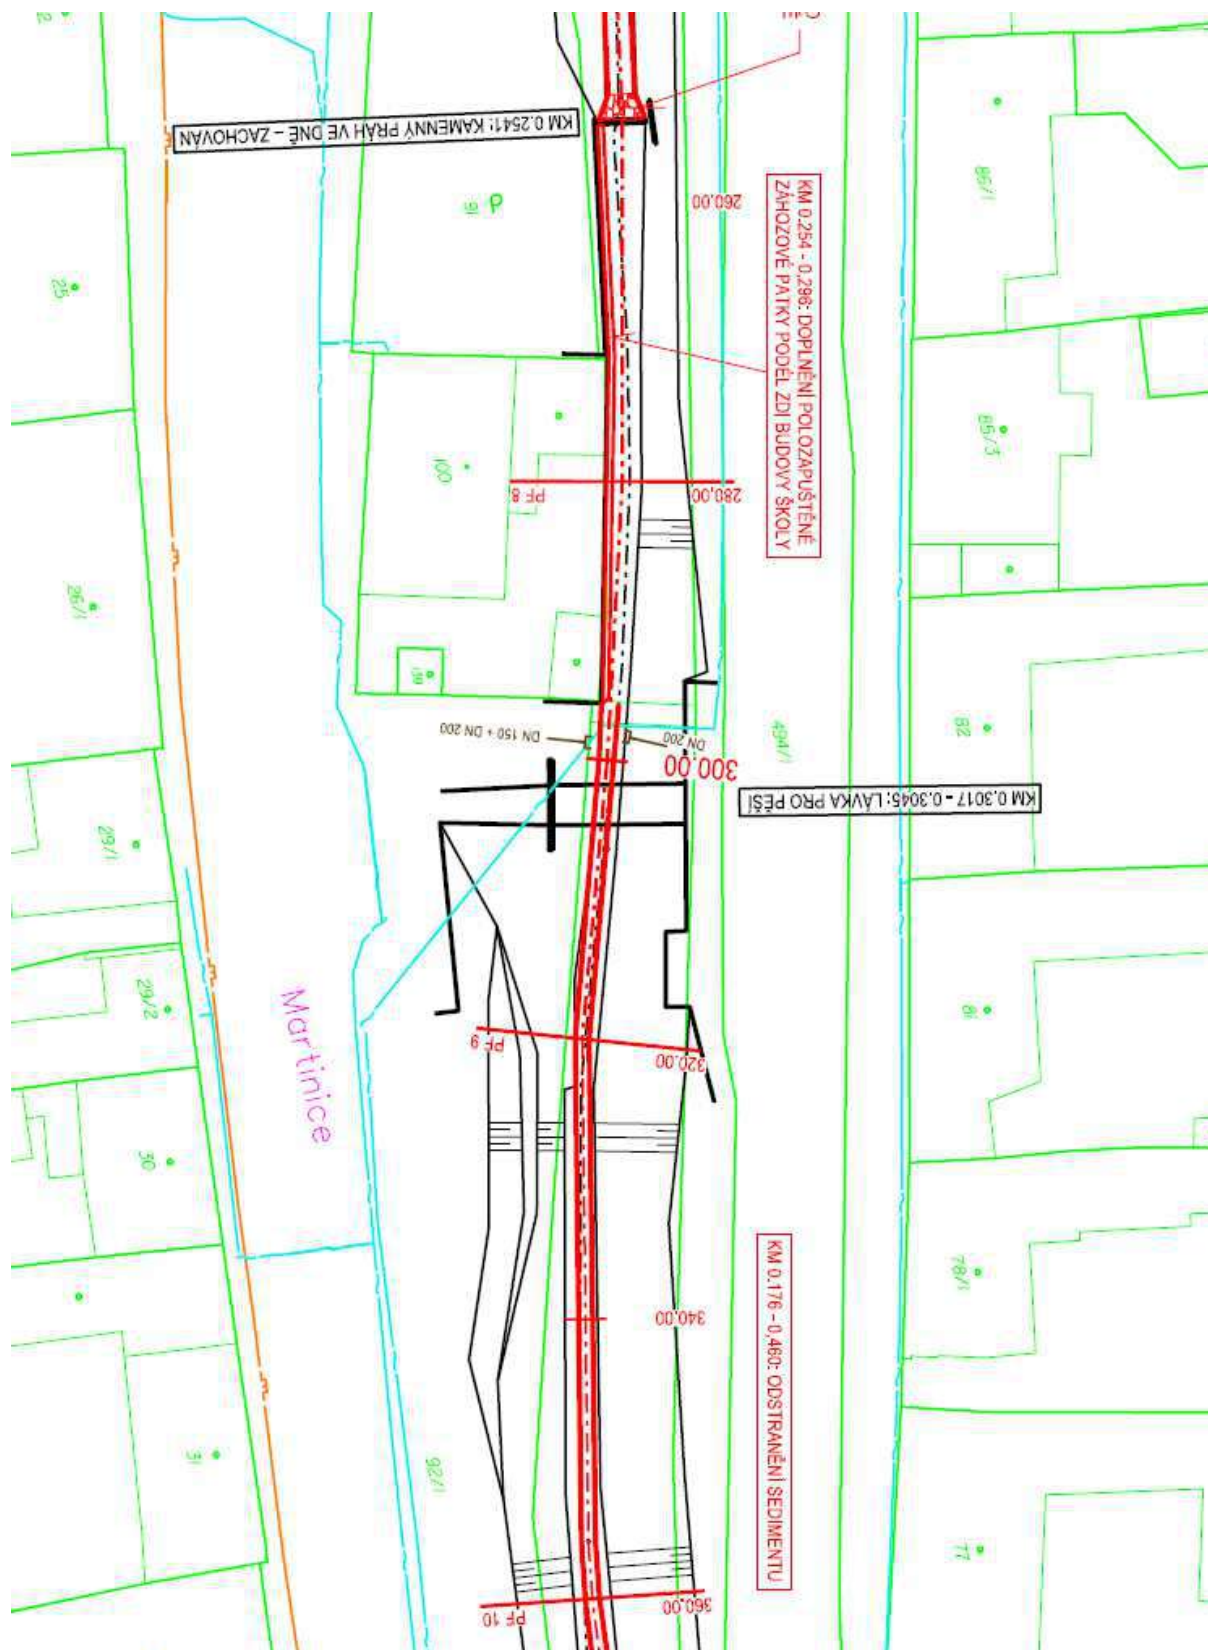 KM 0.2541: KAMENNÝ PRÁH VE DNĚ – ZACHOVÁN
91
260.00
86/1
KM 0.254 - 0.296: DOPLNĚNÍ POLOZAPUŠTĚNÉ
ZÁHOZOVÉ PATKY PODÉL ZDI BUDOVY ŠKOLY
25
85/3
100
PF 8
280.00
26/1
159
DN 150 + DN 200
DN 200
300.00
494/1
82
KM 0.3017 - 0.3045: LÁVKA PRO PĚŠÍ
29/1
29/2
Martinice
81
PF 9
320.00
30
78/1
340.00
KM 0.176 - 0,460: ODSTRANĚNÍ SEDIMENTU
31
92/1
77
PF 10
360.00